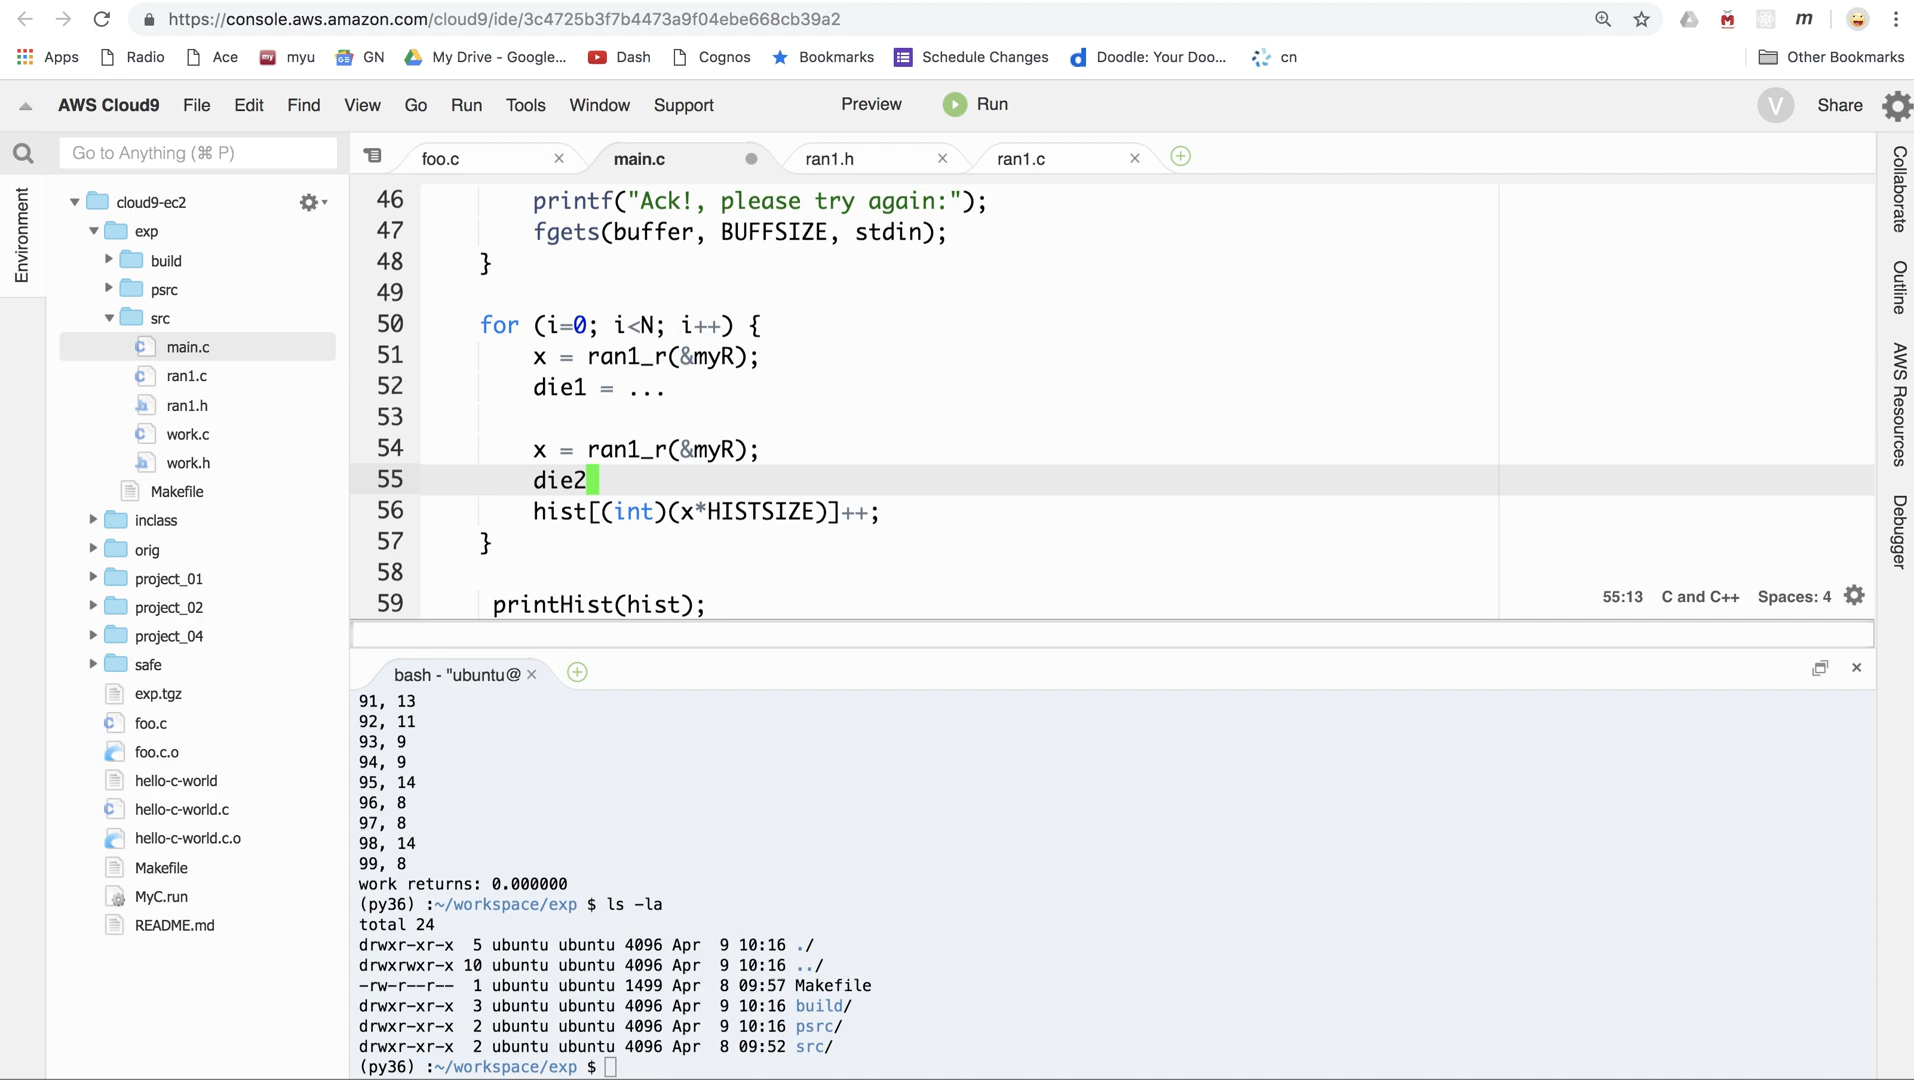 https://console.aws.amazon.com/cloud9/ide/3c4725b3f7b4473a9f04ebe668cb39a2
m
Apps Radio Ace myu GN My Drive - Google... Dash Cognos Bookmarks Schedule Changes Doodle: Your Doo... cn Other Bookmarks
AWS Cloud9 File Edit Find View Go Run Tools Window Support Preview Run V Share
Go to Anything (⌘ P)
foo.c main.c ran1.h ran1.c
Environment
cloud9-ec2
exp
build
psrc
src
main.c
ran1.c
ran1.h
work.c
work.h
Makefile
inclass
orig
project_01
project_02
project_04
safe
exp.tgz
foo.c
foo.c.o
hello-c-world
hello-c-world.c
hello-c-world.c.o
Makefile
MyC.run
README.md
46 printf("Ack!, please try again:");
47 fgets(buffer, BUFFSIZE, stdin);
48 }
49
50 for (i=0; i<N; i++) {
51 x = ran1_r(&myR);
52 die1 = ...
53
54 x = ran1_r(&myR);
55 die2
56 hist[(int)(x*HISTSIZE)]++;
57 }
58
59 printHist(hist);
55:13 C and C++ Spaces: 4
Collaborate
Outline
AWS Resources
Debugger
bash - "ubuntu@
91, 13
92, 11
93, 9
94, 9
95, 14
96, 8
97, 8
98, 14
99, 8
work returns: 0.000000
(py36) :~/workspace/exp $ ls -la
total 24
drwxr-xr-x 5 ubuntu ubuntu 4096 Apr 9 10:16 ./
drwxrwxr-x 10 ubuntu ubuntu 4096 Apr 9 10:16 ../
-rw-r--r-- 1 ubuntu ubuntu 1499 Apr 8 09:57 Makefile
drwxr-xr-x 3 ubuntu ubuntu 4096 Apr 9 10:16 build/
drwxr-xr-x 2 ubuntu ubuntu 4096 Apr 9 10:16 psrc/
drwxr-xr-x 2 ubuntu ubuntu 4096 Apr 8 09:52 src/
(py36) :~/workspace/exp $